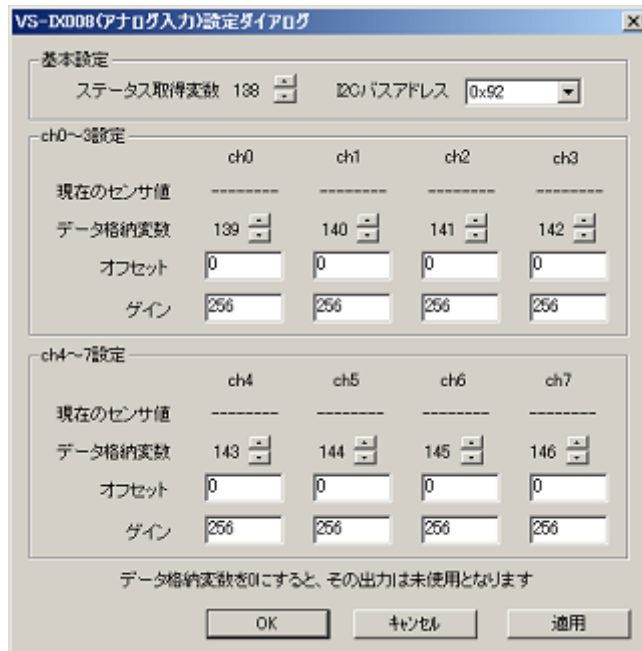 VS-IX008(アナログ入力)設定ダイアログ
基本設定
ステータス取得変数 138 I2Cバスアドレス 0x92
ch0～3設定
ch0 ch1 ch2 ch3
現在のセンサ値 -------- -------- -------- --------
データ格納変数 139 140 141 142
オフセット 0 0 0 0
ゲイン 256 256 256 256
ch4～7設定
ch4 ch5 ch6 ch7
現在のセンサ値 -------- -------- -------- --------
データ格納変数 143 144 145 146
オフセット 0 0 0 0
ゲイン 256 256 256 256
データ格納変数を0にすると、その出力は未使用となります
OK キャンセル 適用